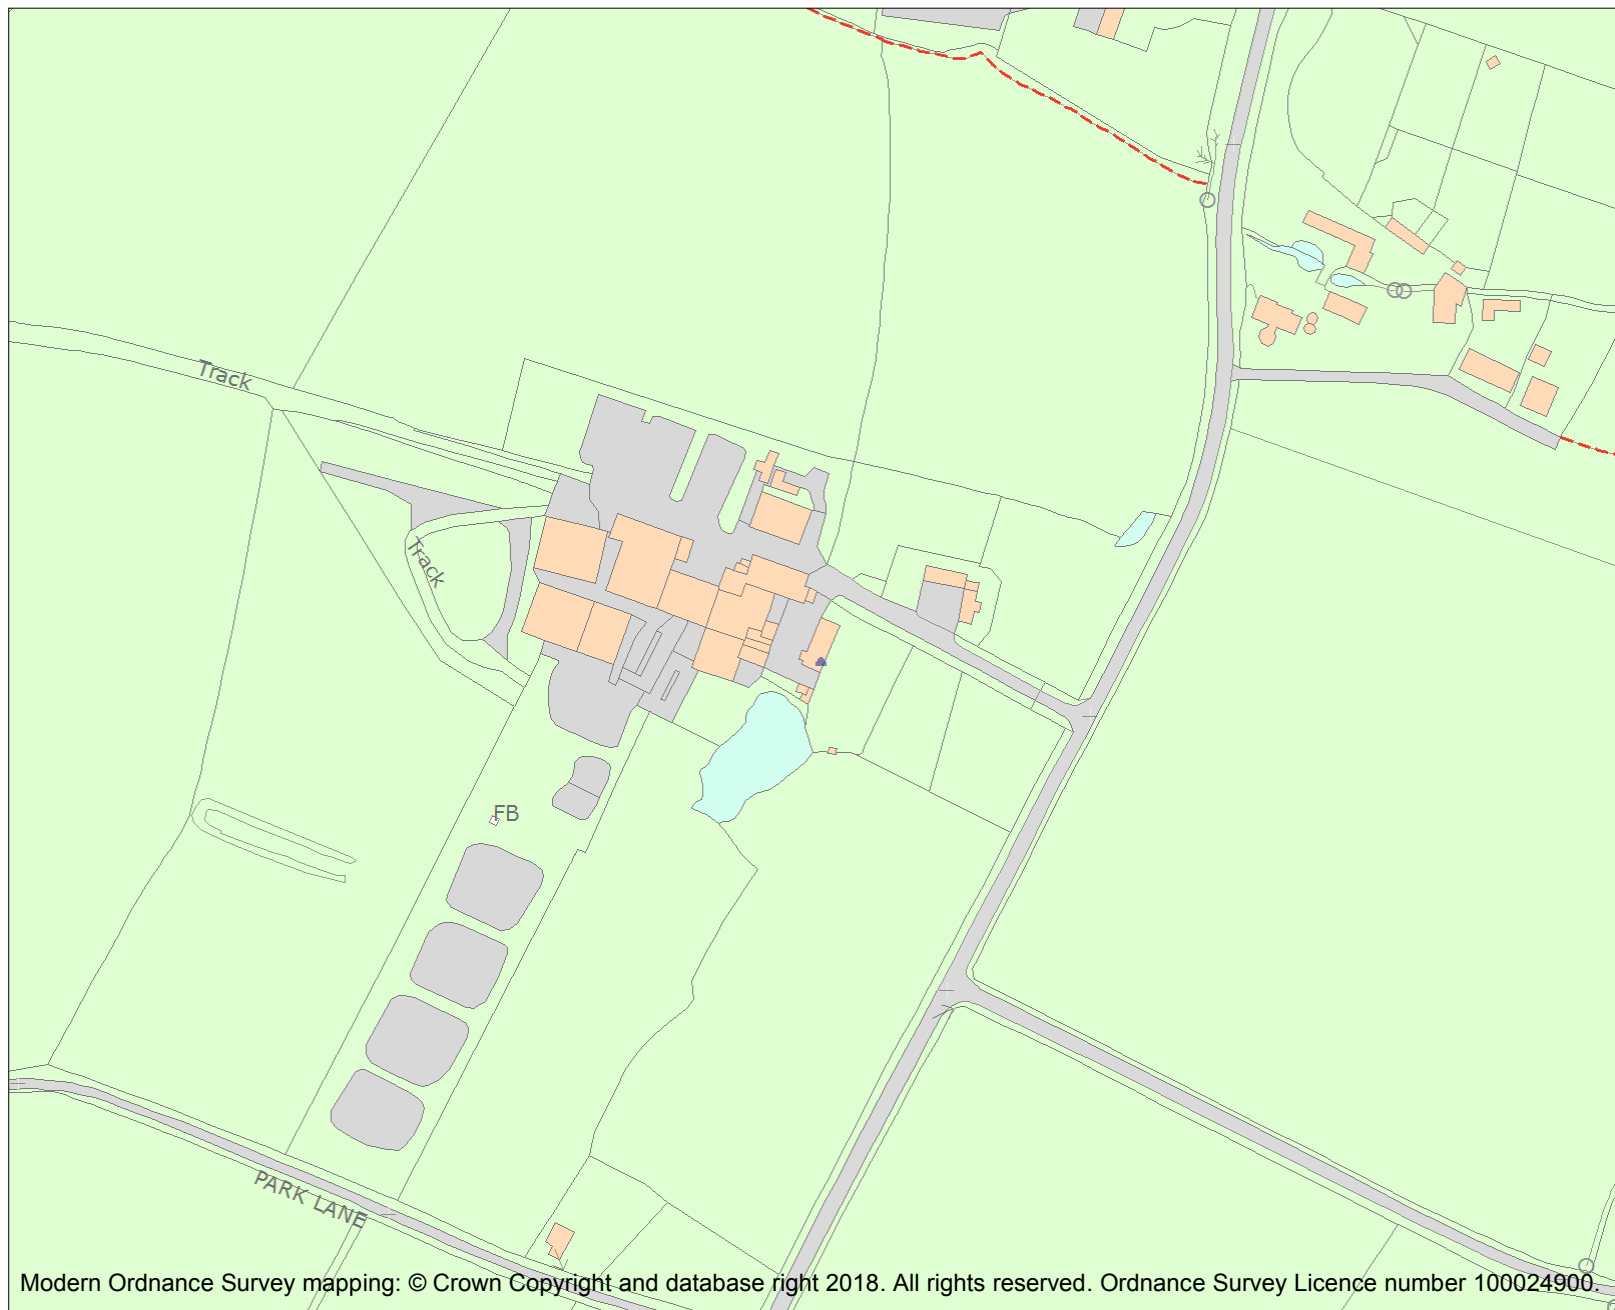 Track
Track
FB
PARK LANE
Modern Ordnance Survey mapping: © Crown Copyright and database right 2018. All rights reserved. Ordnance Survey Licence number 100024900.